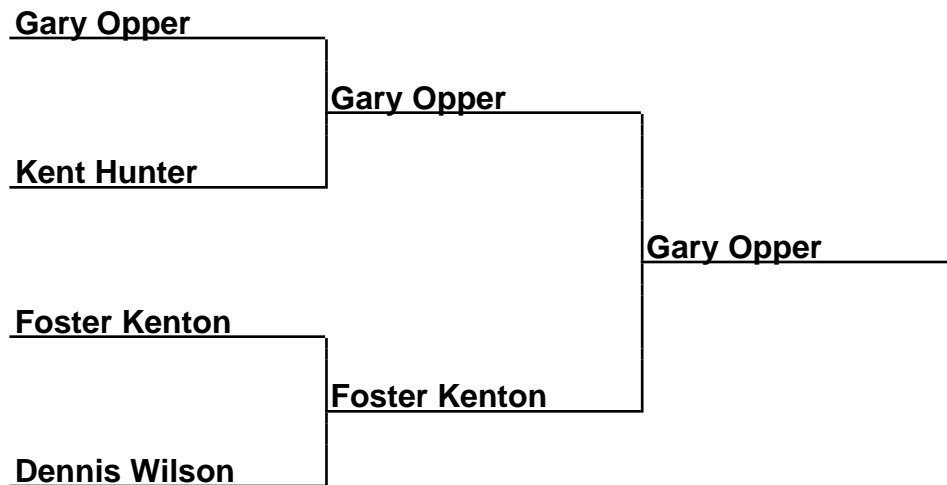 Gary Opper
Gary Opper
Kent Hunter
Gary Opper
Foster Kenton
Foster Kenton
Dennis Wilson